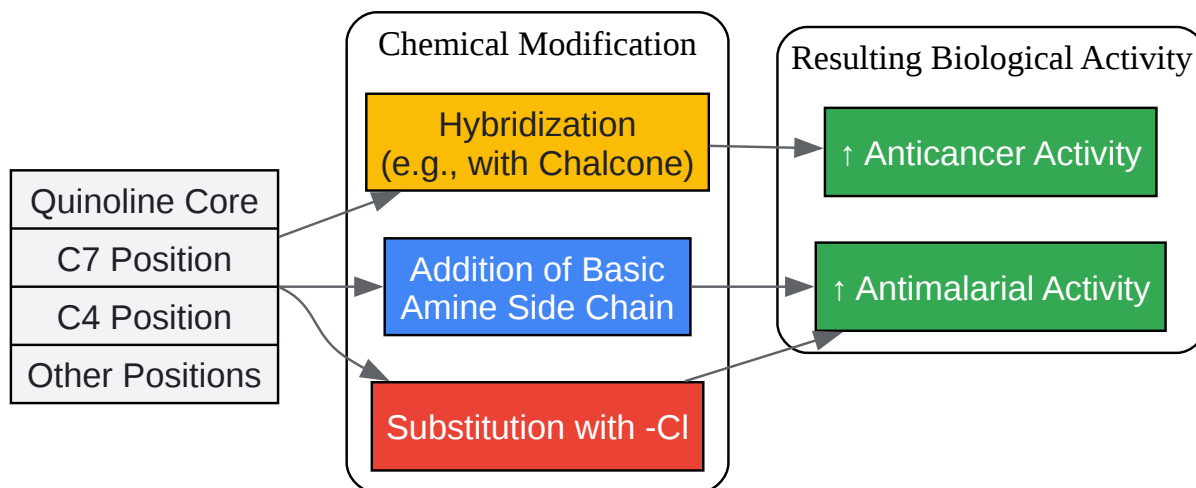 Quinoline Core
C7 Position
C4 Position
Other Positions
Chemical Modification
Hybridization
(e.g., with Chalcone)
Addition of Basic
Amine Side Chain
Substitution with -Cl
Resulting Biological Activity
↑ Anticancer Activity
↑ Antimalarial Activity